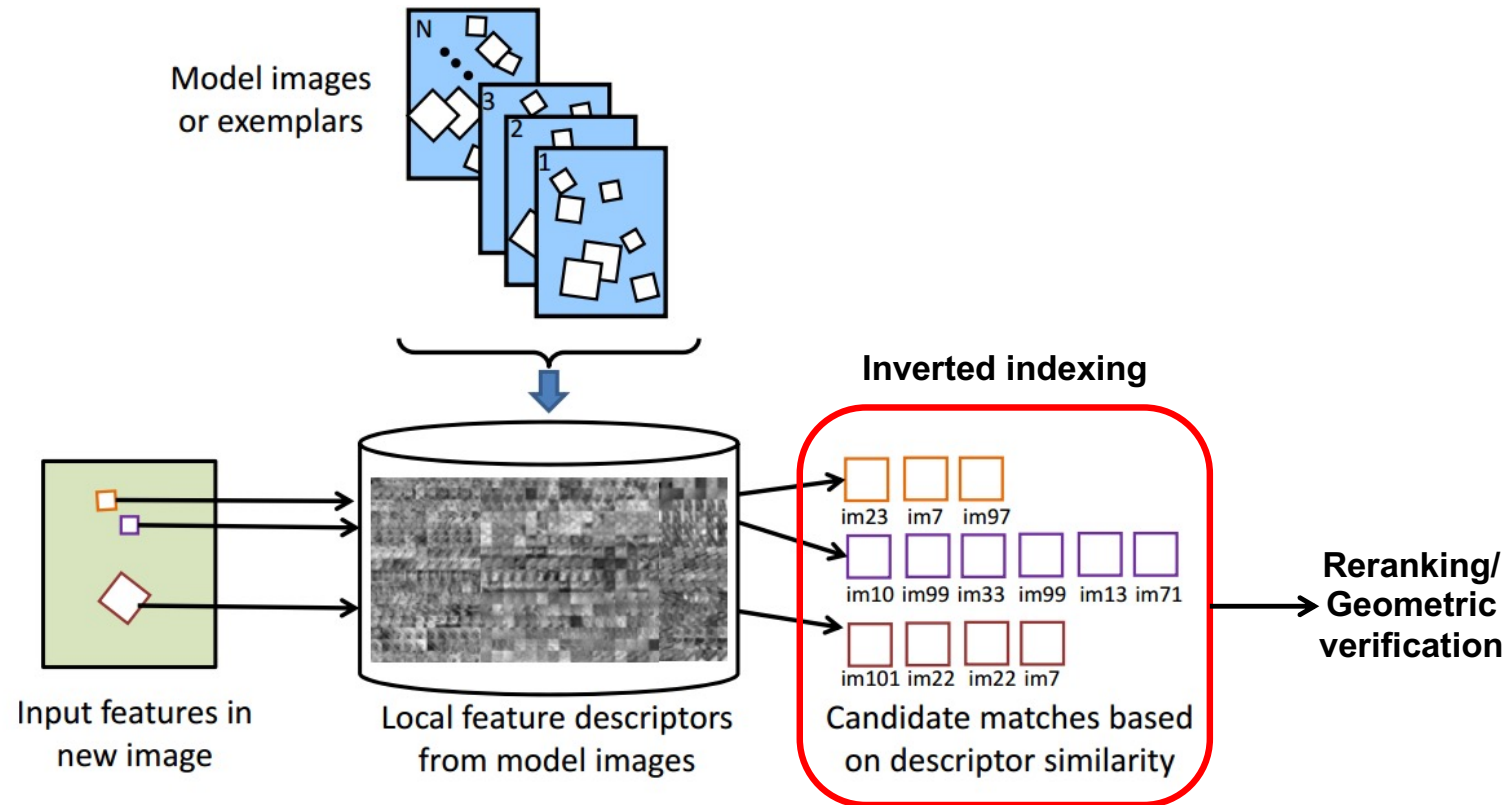 Model images
or exemplars
N
3
2
1
Inverted indexing
im23 im7 im97
im10 im99 im33 im99 im13 im71
im101 im22 im22 im7
Reranking/
Geometric
verification
Input features in
new image
Local feature descriptors
from model images
Candidate matches based
on descriptor similarity